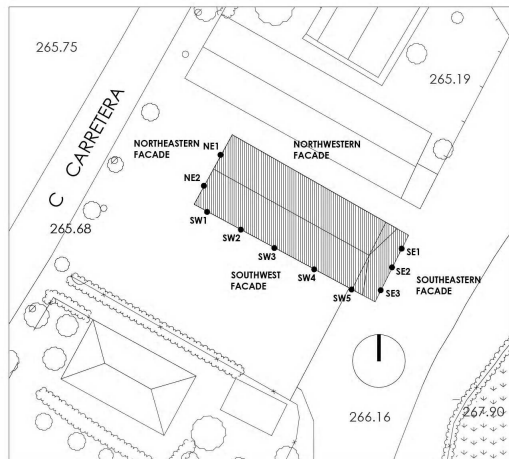 265.75
265.19
C CARRETERA
NORTHEASTERN
FACADE
NE1
NORTHWESTERN
FACADE
NE2
SW1
265.68
SW2
SW3
SW4
SW5
SOUTHWEST
FACADE
SE1
SE2
SE3
SOUTHEASTERN
FACADE
266.16
267.20